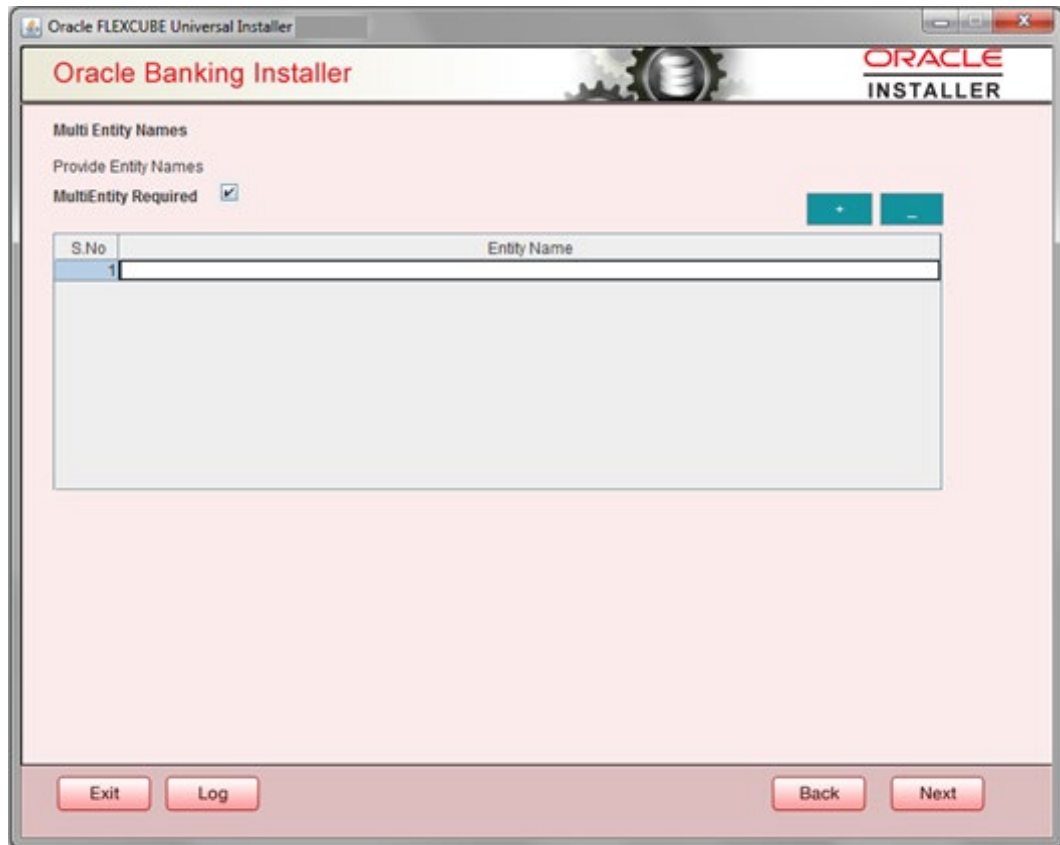 Oracle FLEXCUBE Universal Installer
Oracle Banking Installer
ORACLE
INSTALLER
Multi Entity Names
Provide Entity Names
MultiEntity Required
+ _
S.No Entity Name
1
Exit Log Back Next